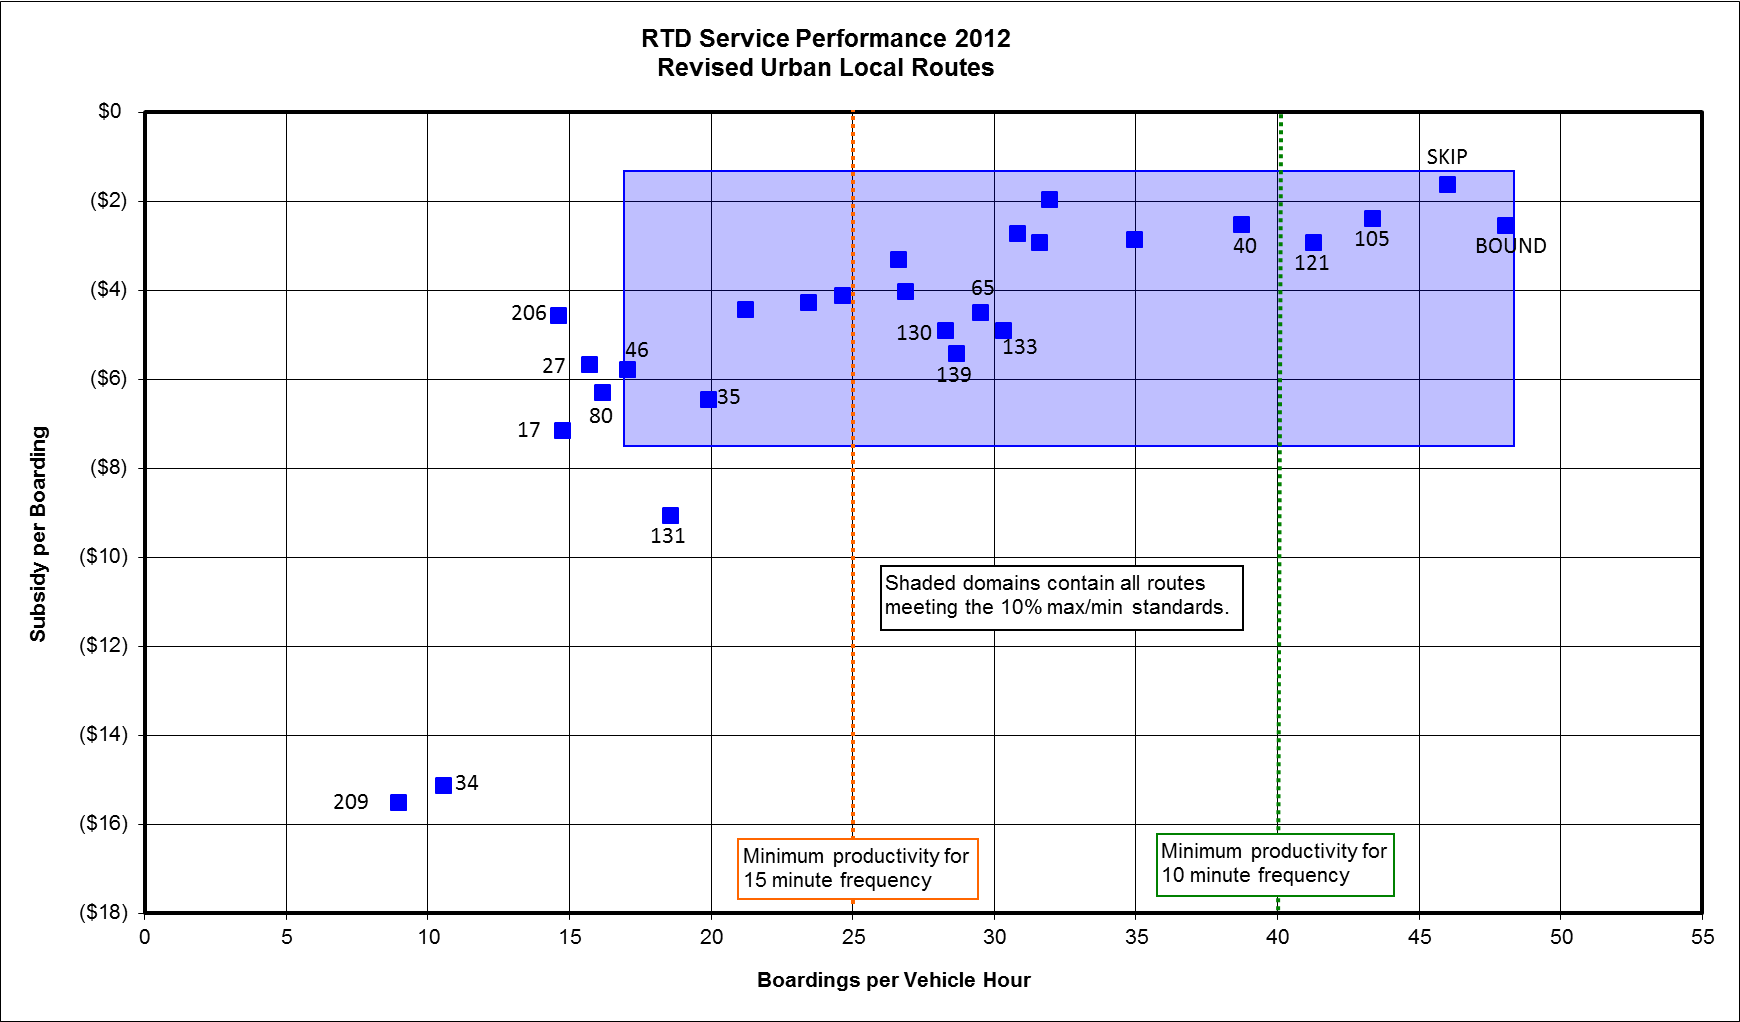 RTD Service Performance 2012
Revised Urban Local Routes
$0
($2)
($4)
($6)
($8)
($10)
($12)
($14)
($16)
($18)
Subsidy per Boarding
SKIP
BOUND
105
121
40
65
130
133
139
206
27
46
80
35
17
131
34
209
Shaded domains contain all routes
meeting the 10% max/min standards.
Minimum productivity for
15 minute frequency
Minimum productivity for
10 minute frequency
0 5 10 15 20 25 30 35 40 45 50 55
Boardings per Vehicle Hour